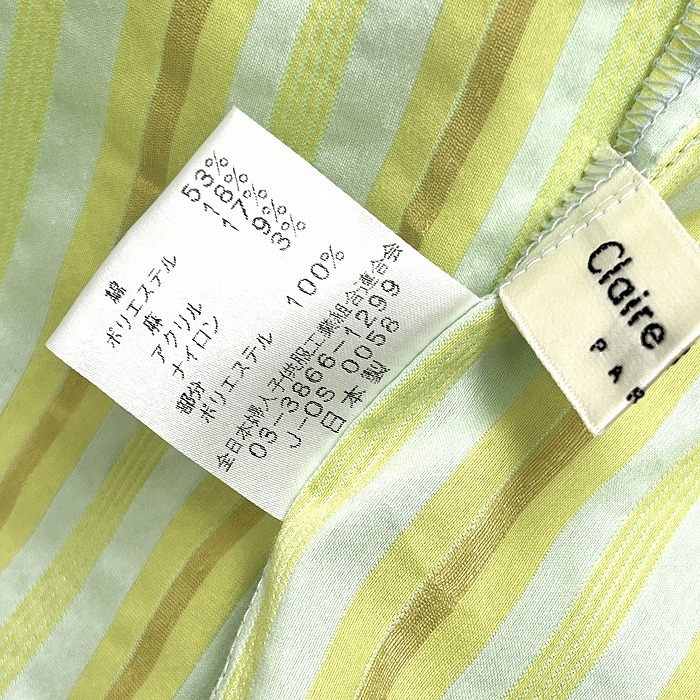 綿 53%
ポリエステル 18%
麻 17%
アクリル 9%
ナイロン 3%
部分
ポリエステル 100%
全日本婦人子供服工業組合連合会
03-3866-1299
J-OS 0058
日本製
Claire
PAR